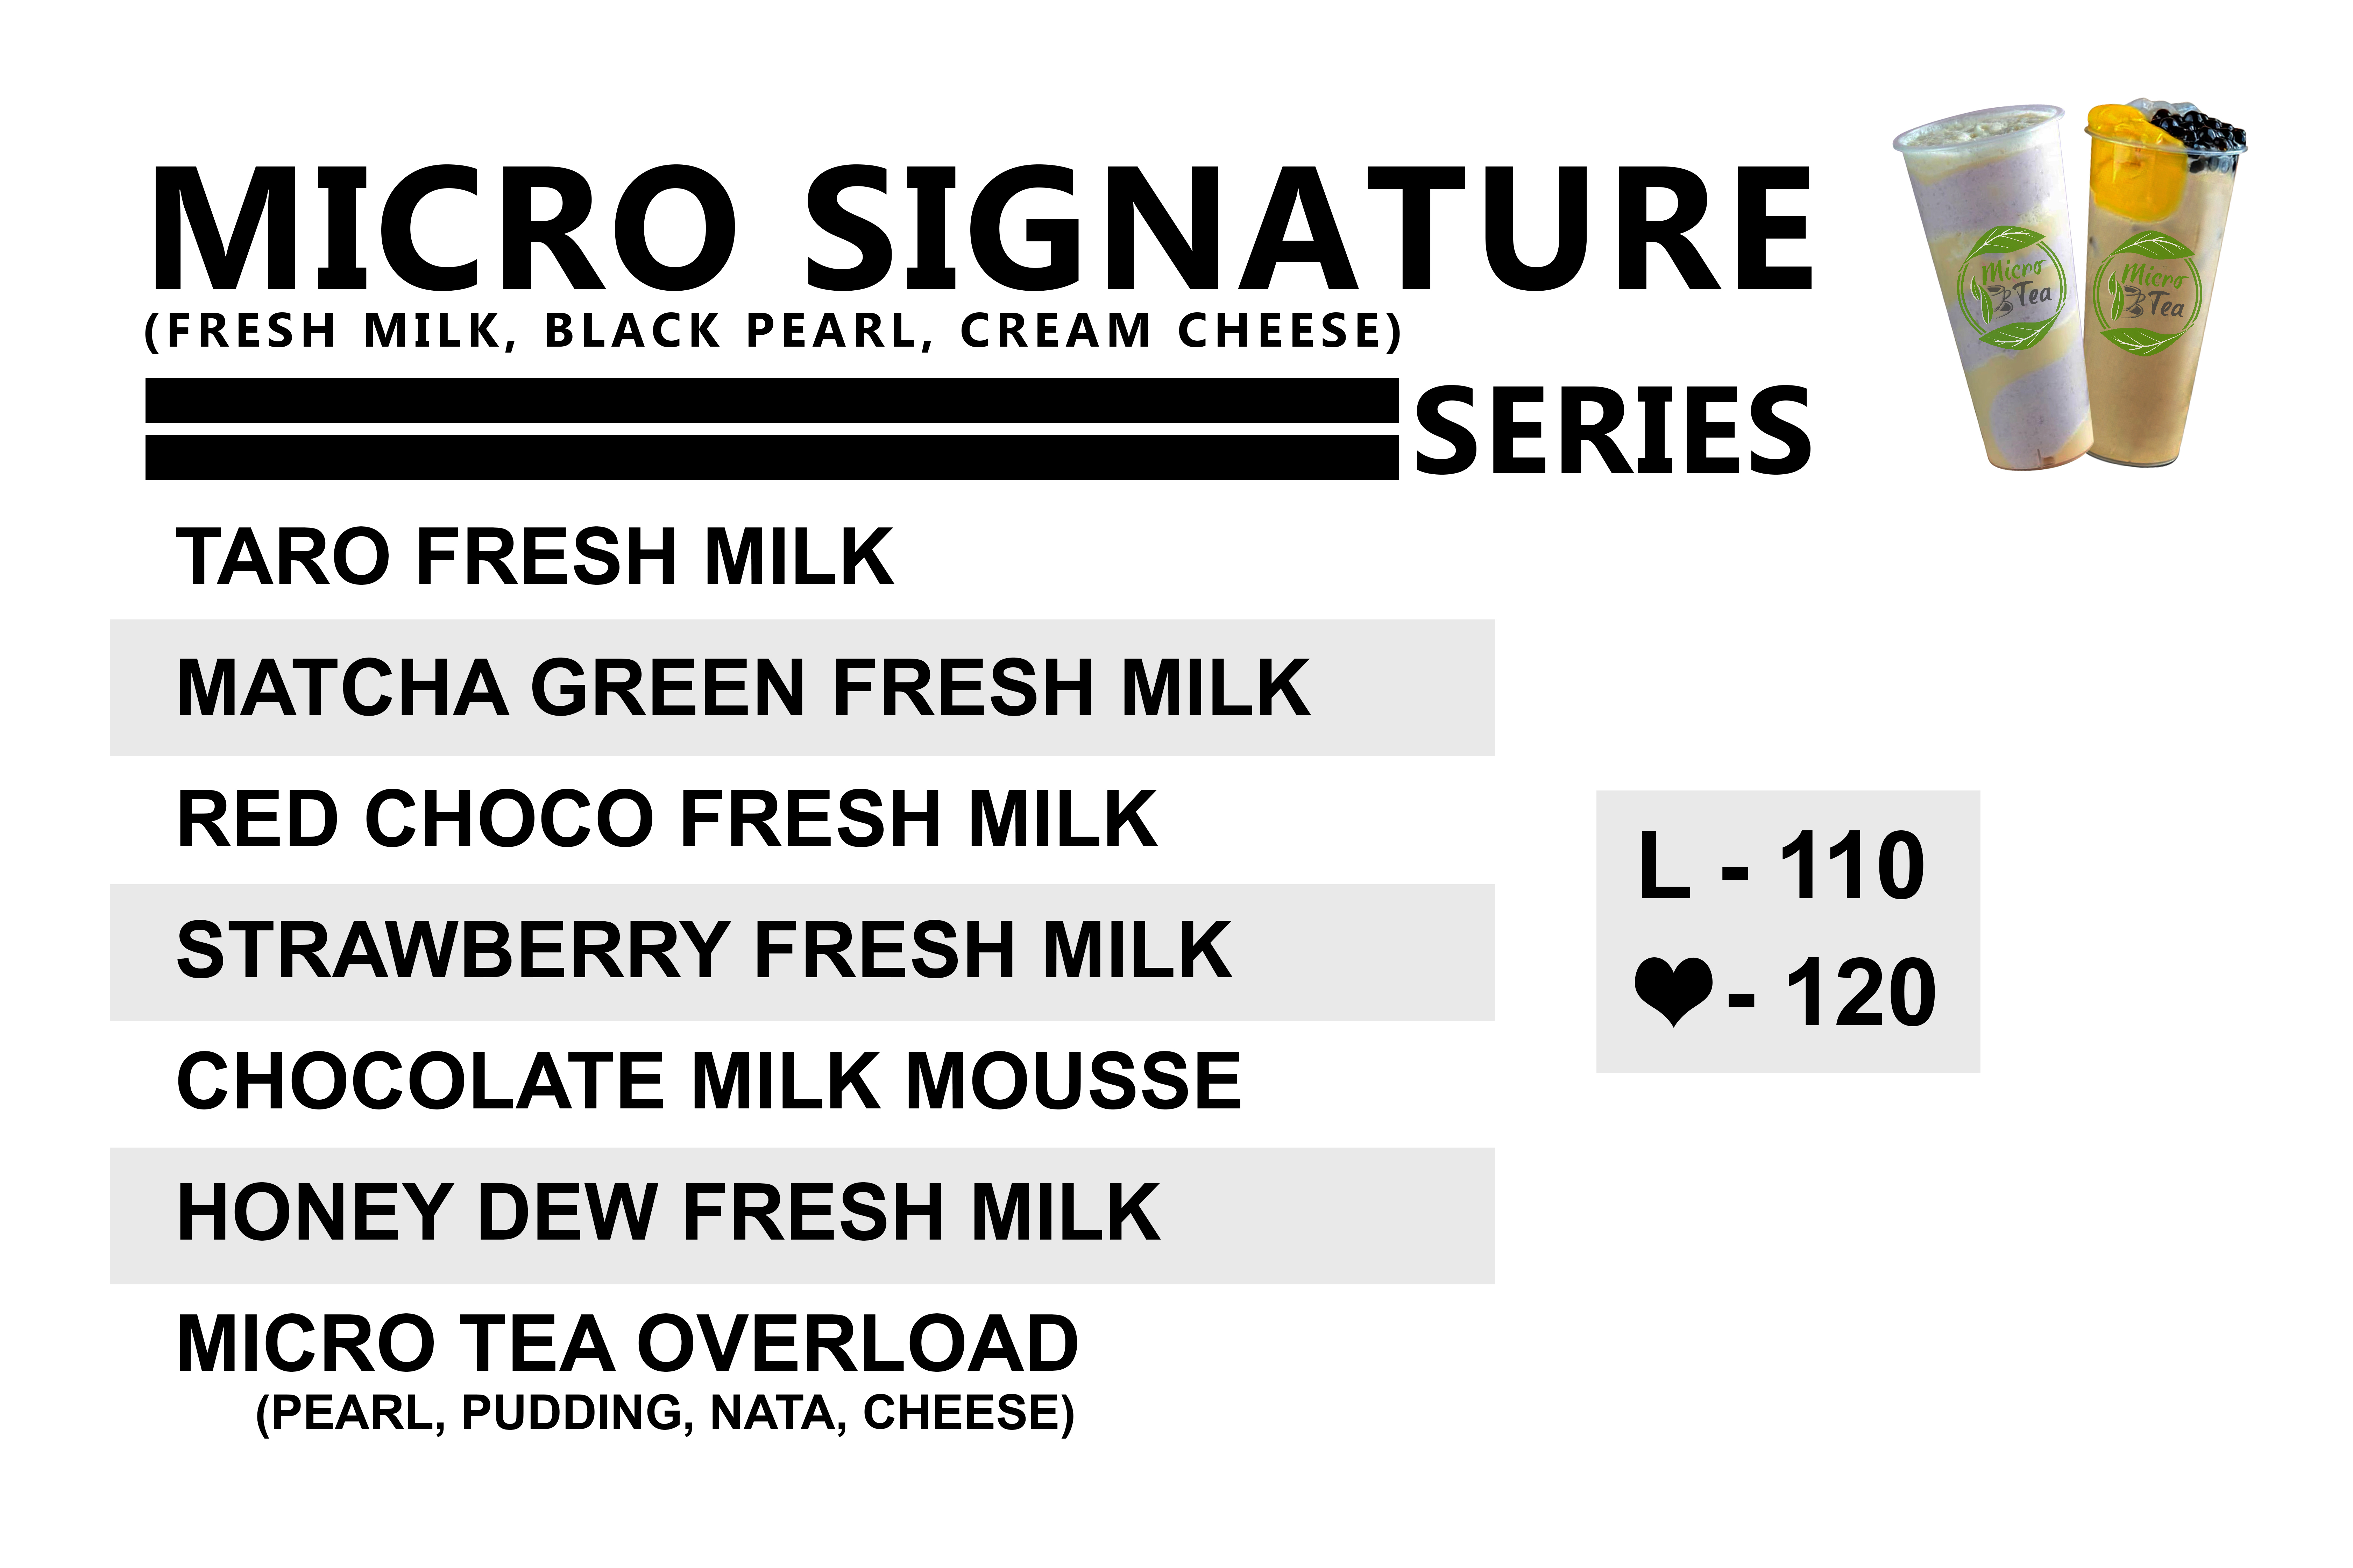 MICRO SIGNATURE
(FRESH MILK, BLACK PEARL, CREAM CHEESE)
SERIES
Micro
Tea
Micro
Tea
TARO FRESH MILK
MATCHA GREEN FRESH MILK
RED CHOCO FRESH MILK
STRAWBERRY FRESH MILK
CHOCOLATE MILK MOUSSE
HONEY DEW FRESH MILK
MICRO TEA OVERLOAD
(PEARL, PUDDING, NATA, CHEESE)
L - 110
❤ - 120